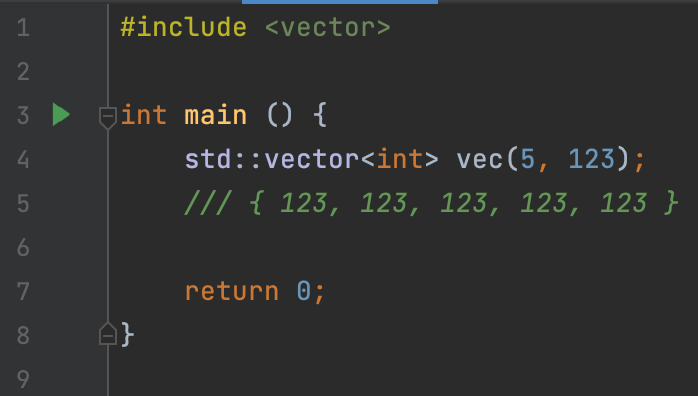 1 #include <vector>
2
3 int main () {
4 std::vector<int> vec(5, 123);
5 /// { 123, 123, 123, 123, 123 }
6
7 return 0;
8 }
9